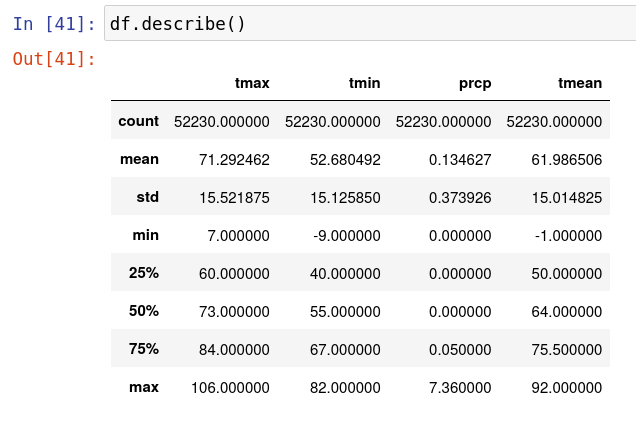 In [41]: df.describe()
Out[41]:
tmax tmin prcp tmean
count 52230.000000 52230.000000 52230.000000 52230.000000
mean 71.292462 52.680492 0.134627 61.986506
std 15.521875 15.125850 0.373926 15.014825
min 7.000000 -9.000000 0.000000 -1.000000
25% 60.000000 40.000000 0.000000 50.000000
50% 73.000000 55.000000 0.000000 64.000000
75% 84.000000 67.000000 0.050000 75.500000
max 106.000000 82.000000 7.360000 92.000000